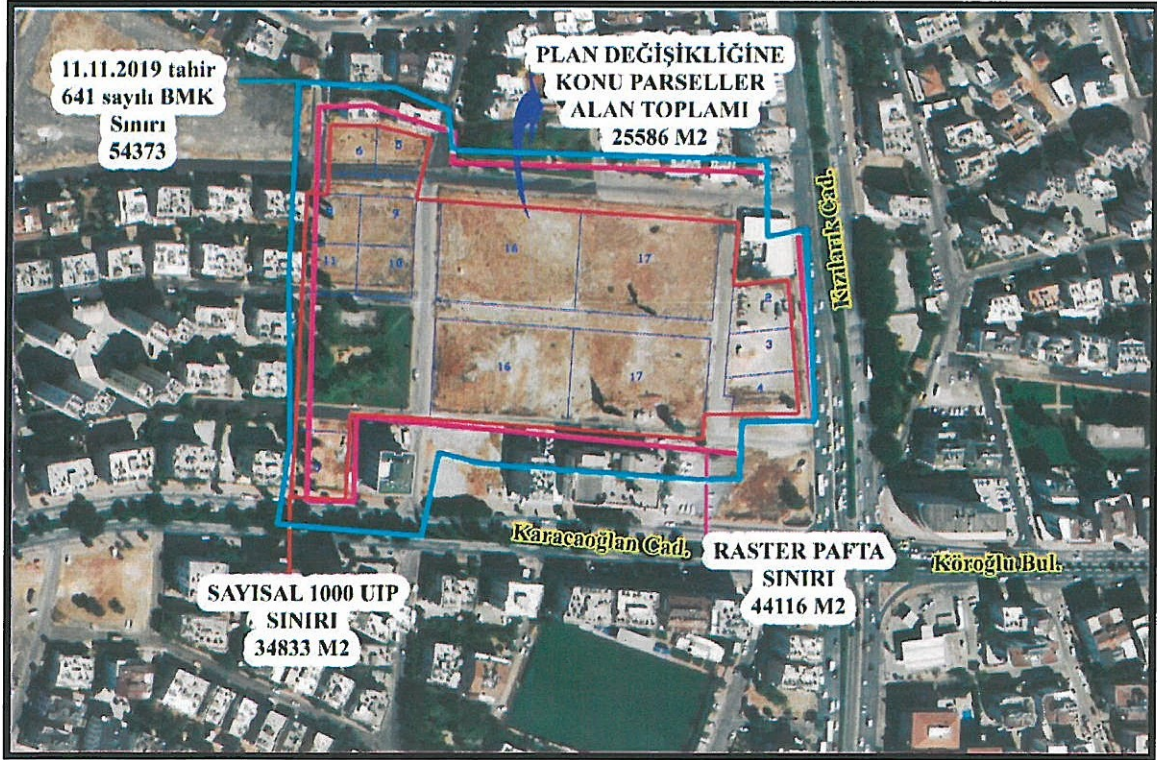 11.11.2019 tahir
641 sayılı BMK
Sınırı
54373
PLAN DEĞİŞİKLİĞİNE
KONU PARSELLER
ALAN TOPLAMI
25586 M2
6
5
9
11
10
18
17
2
3
4
16
17
Kızılarık Cad.
Karacaoğlan Cad.
Köroğlu Bul.
RASTER PAFTA
SINIRI
44116 M2
SAYISAL 1000 UIP
SINIRI
34833 M2